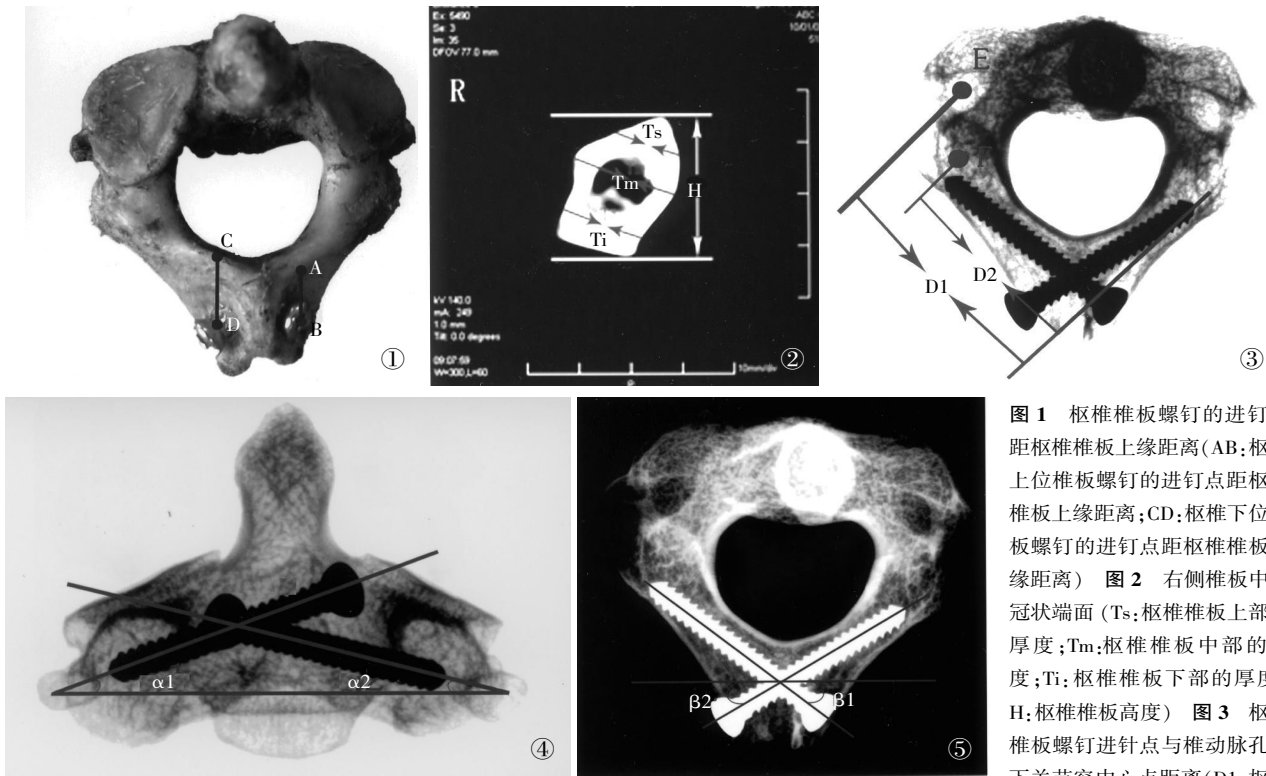 ①
C
A
D
B
Ex: 5490
Se: 3
Im: 35
DFOV 77.0 mm
R
ABC
10/01/0
Ts
Tm
H
Ti
kV 140.0
mA: 249
1.0 mm
Tilt: 0.0 degrees
09:07:59
W=300,L=60
10mm/div
②
E
D2
D1
③
α1
α2
④
β2
β1
⑤
图1 枢椎椎板螺钉的进钉
距枢椎椎板上缘距离(AB:枢
上位椎板螺钉的进钉点距枢
椎板上缘距离;CD:枢椎下位
板螺钉的进钉点距枢椎椎板
缘距离) 图2 右侧椎板中
冠状端面(Ts:枢椎椎板上部
厚度;Tm:枢椎椎板中部的
度;Ti:枢椎椎板下部的厚度
H:枢椎椎板高度) 图3 枢
椎板螺钉进针点与椎动脉孔